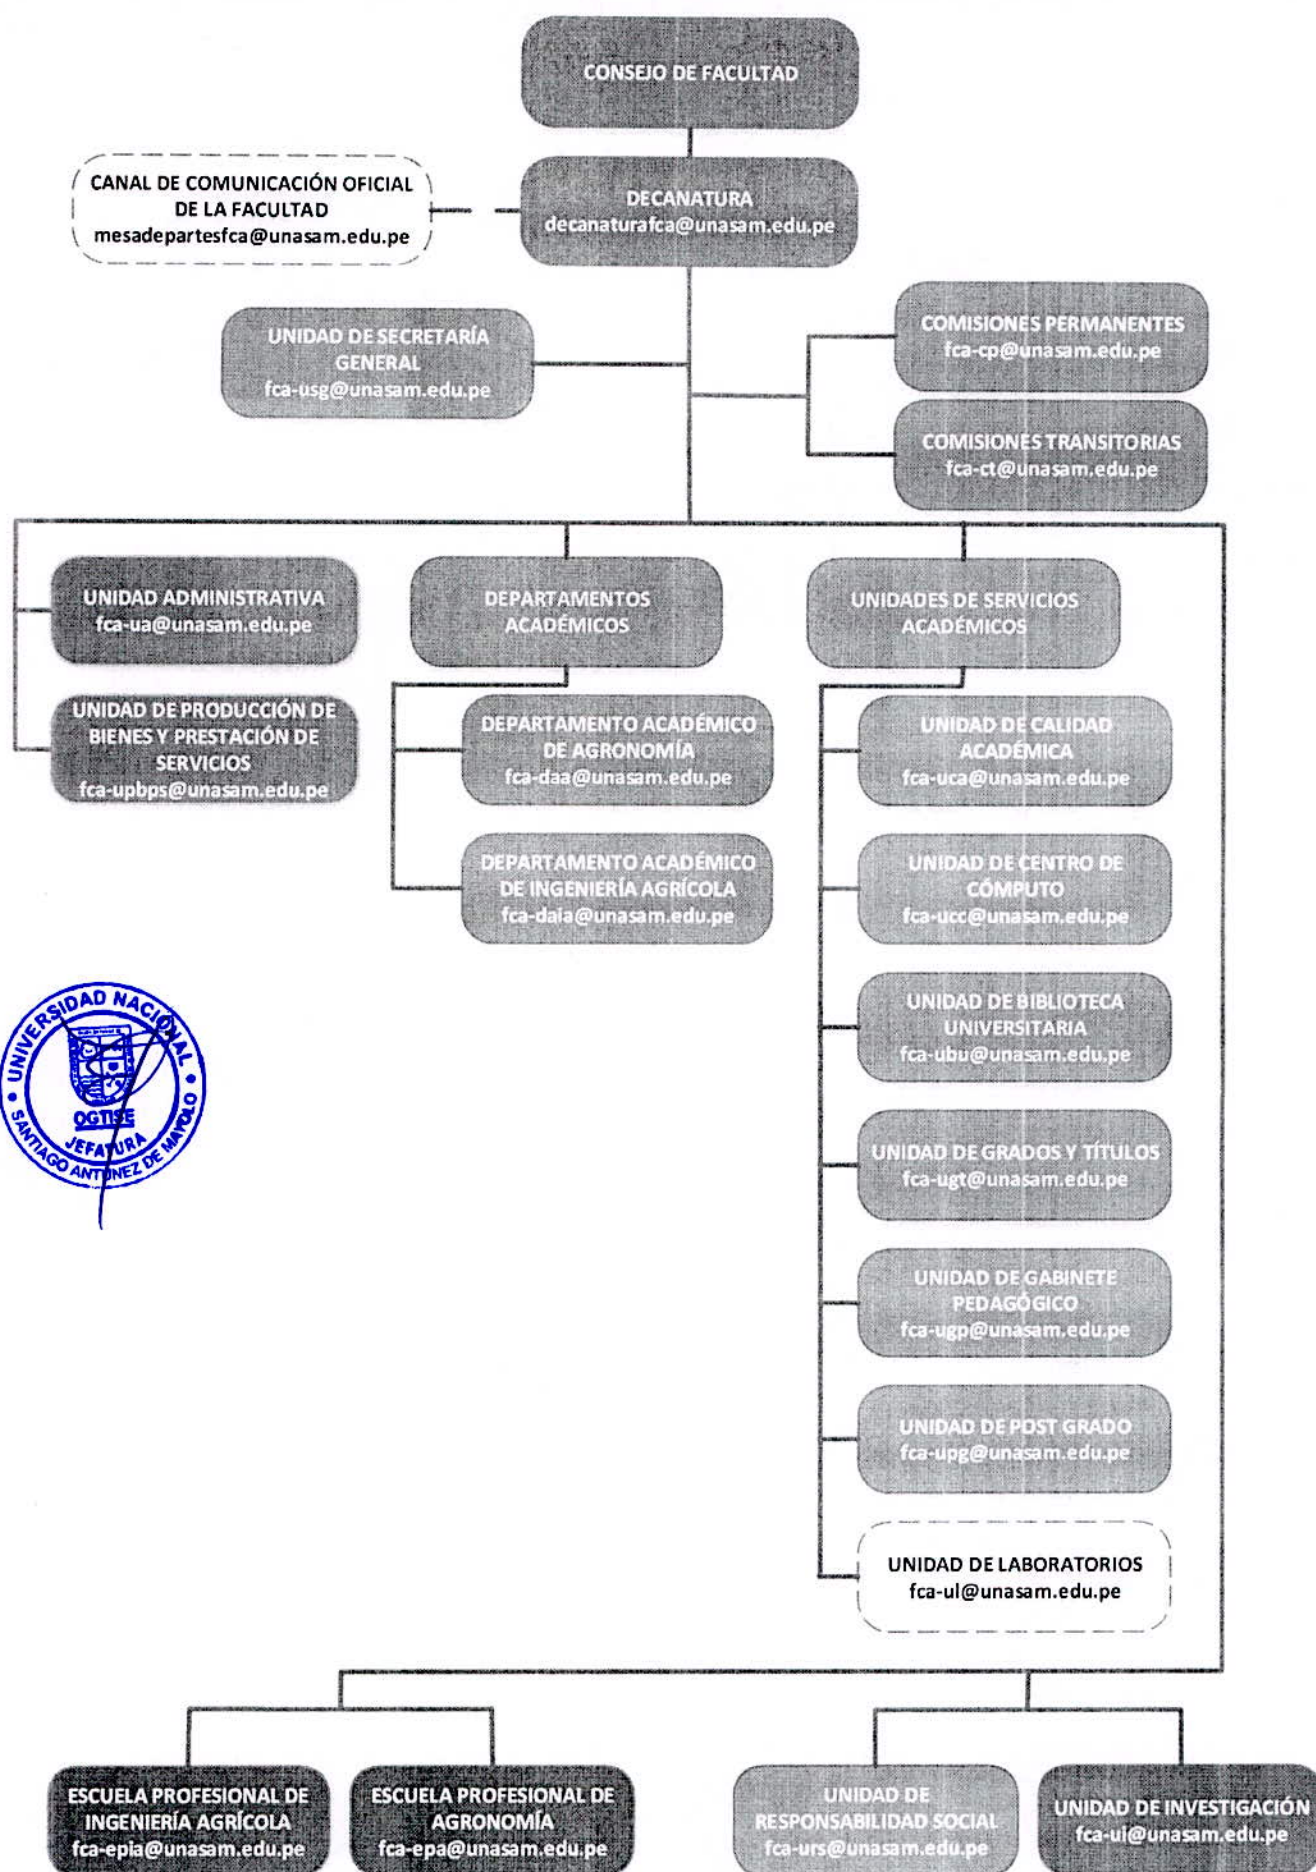 CONSEJO DE FACULTAD
CANAL DE COMUNICACIÓN OFICIAL
DE LA FACULTAD
mesadepartesfca@unasam.edu.pe
DECANATURA
decanaturafca@unasam.edu.pe
UNIDAD DE SECRETARÍA
GENERAL
fca-usg@unasam.edu.pe
COMISIONES PERMANENTES
fca-cp@unasam.edu.pe
COMISIONES TRANSITORIAS
fca-ct@unasam.edu.pe
UNIDAD ADMINISTRATIVA
fca-ua@unasam.edu.pe
UNIDAD DE PRODUCCIÓN DE
BIENES Y PRESTACIÓN DE
SERVICIOS
fca-upbps@unasam.edu.pe
DEPARTAMENTOS
ACADÉMICOS
DEPARTAMENTO ACADÉMICO
DE AGRONOMÍA
fca-daa@unasam.edu.pe
DEPARTAMENTO ACADÉMICO
DE INGENIERÍA AGRÍCOLA
fca-daia@unasam.edu.pe
UNIDADES DE SERVICIOS
ACADÉMICOS
UNIDAD DE CALIDAD
ACADÉMICA
fca-uca@unasam.edu.pe
UNIDAD DE CENTRO DE
CÓMPUTO
fca-ucc@unasam.edu.pe
UNIDAD DE BIBLIOTECA
UNIVERSITARIA
fca-ubu@unasam.edu.pe
UNIDAD DE GRADOS Y TÍTULOS
fca-ugt@unasam.edu.pe
UNIDAD DE GABINETE
PEDAGÓGICO
fca-ugp@unasam.edu.pe
UNIDAD DE POST GRADO
fca-upg@unasam.edu.pe
UNIDAD DE LABORATORIOS
fca-ul@unasam.edu.pe
UNIVERSIDAD NACIONAL
OGTISE
JEFATURA
SANTIAGO ANTÚNEZ DE MAYOLO
ESCUELA PROFESIONAL DE
INGENIERÍA AGRÍCOLA
fca-epia@unasam.edu.pe
ESCUELA PROFESIONAL DE
AGRONOMÍA
fca-epa@unasam.edu.pe
UNIDAD DE
RESPONSABILIDAD SOCIAL
fca-urs@unasam.edu.pe
UNIDAD DE INVESTIGACIÓN
fca-ui@unasam.edu.pe